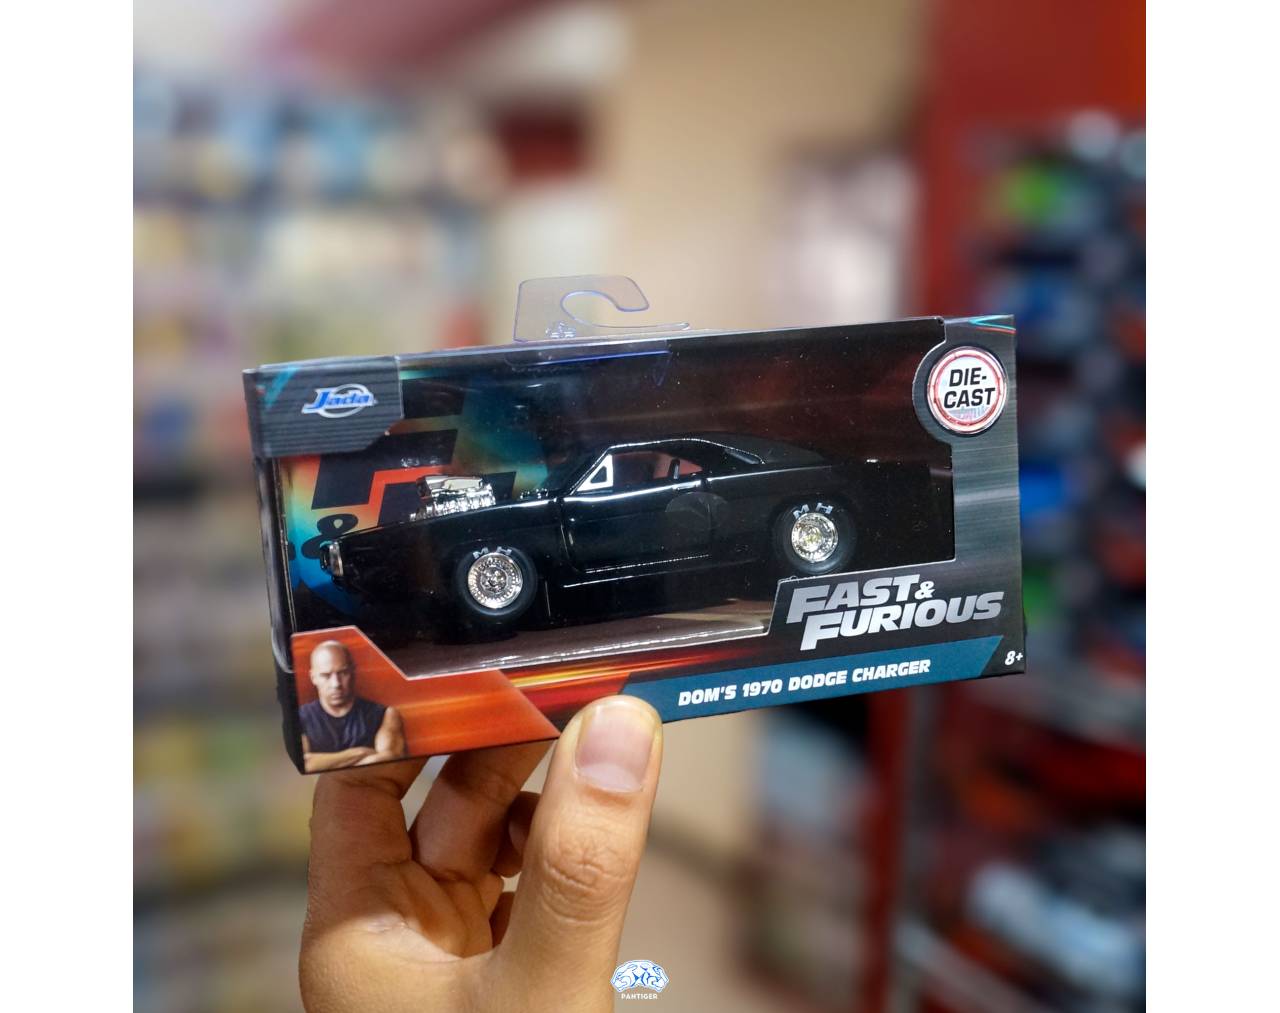 Jada
DIE-
CAST
F
&
M H
M H
FAST &
FURIOUS
DOM'S 1970 DODGE CHARGER
8+
PANTIGER